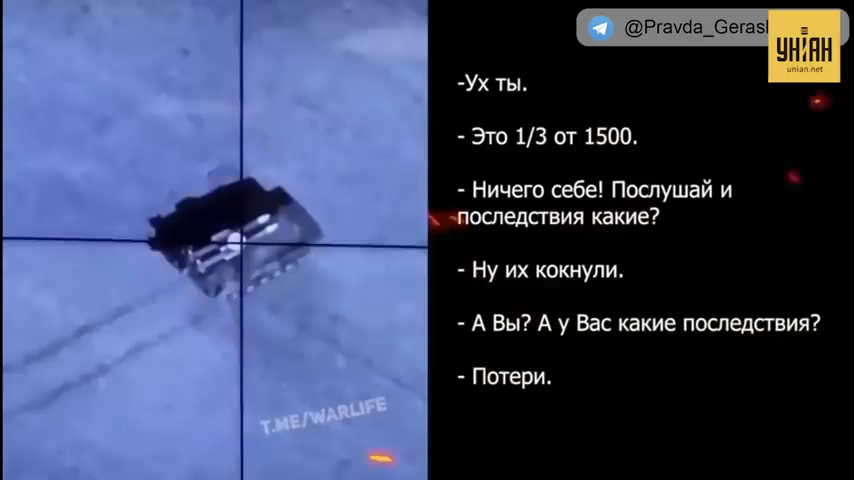 @Pravda_Geras
УНІАН
unian.net
-Ух ты.
- Это 1/3 от 1500.
- Ничего себе! Послушай и
последствия какие?
- Ну их кокнули.
- А Вы? А у Вас какие последствия?
- Потери.
T.ME/WARLIFE